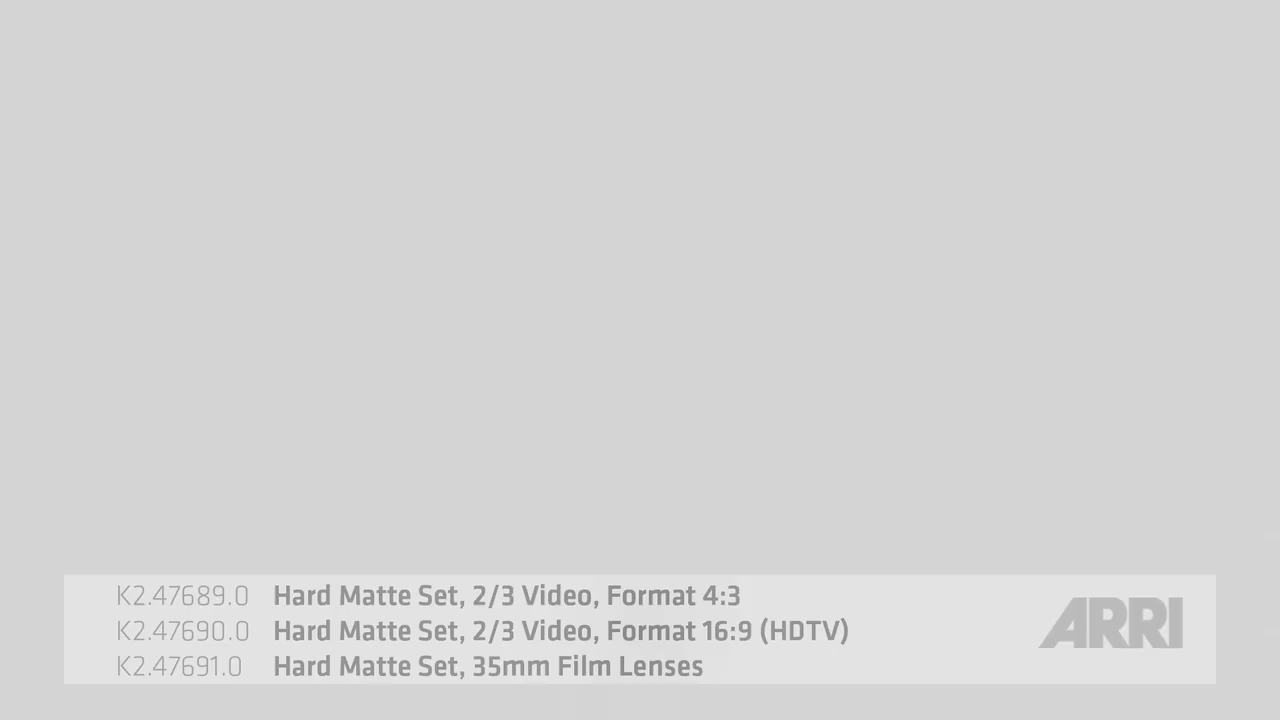 K2.47689.0 Hard Matte Set, 2/3 Video, Format 4:3
K2.47690.0 Hard Matte Set, 2/3 Video, Format 16:9 (HDTV)
K2.47691.0 Hard Matte Set, 35mm Film Lenses
ARRI